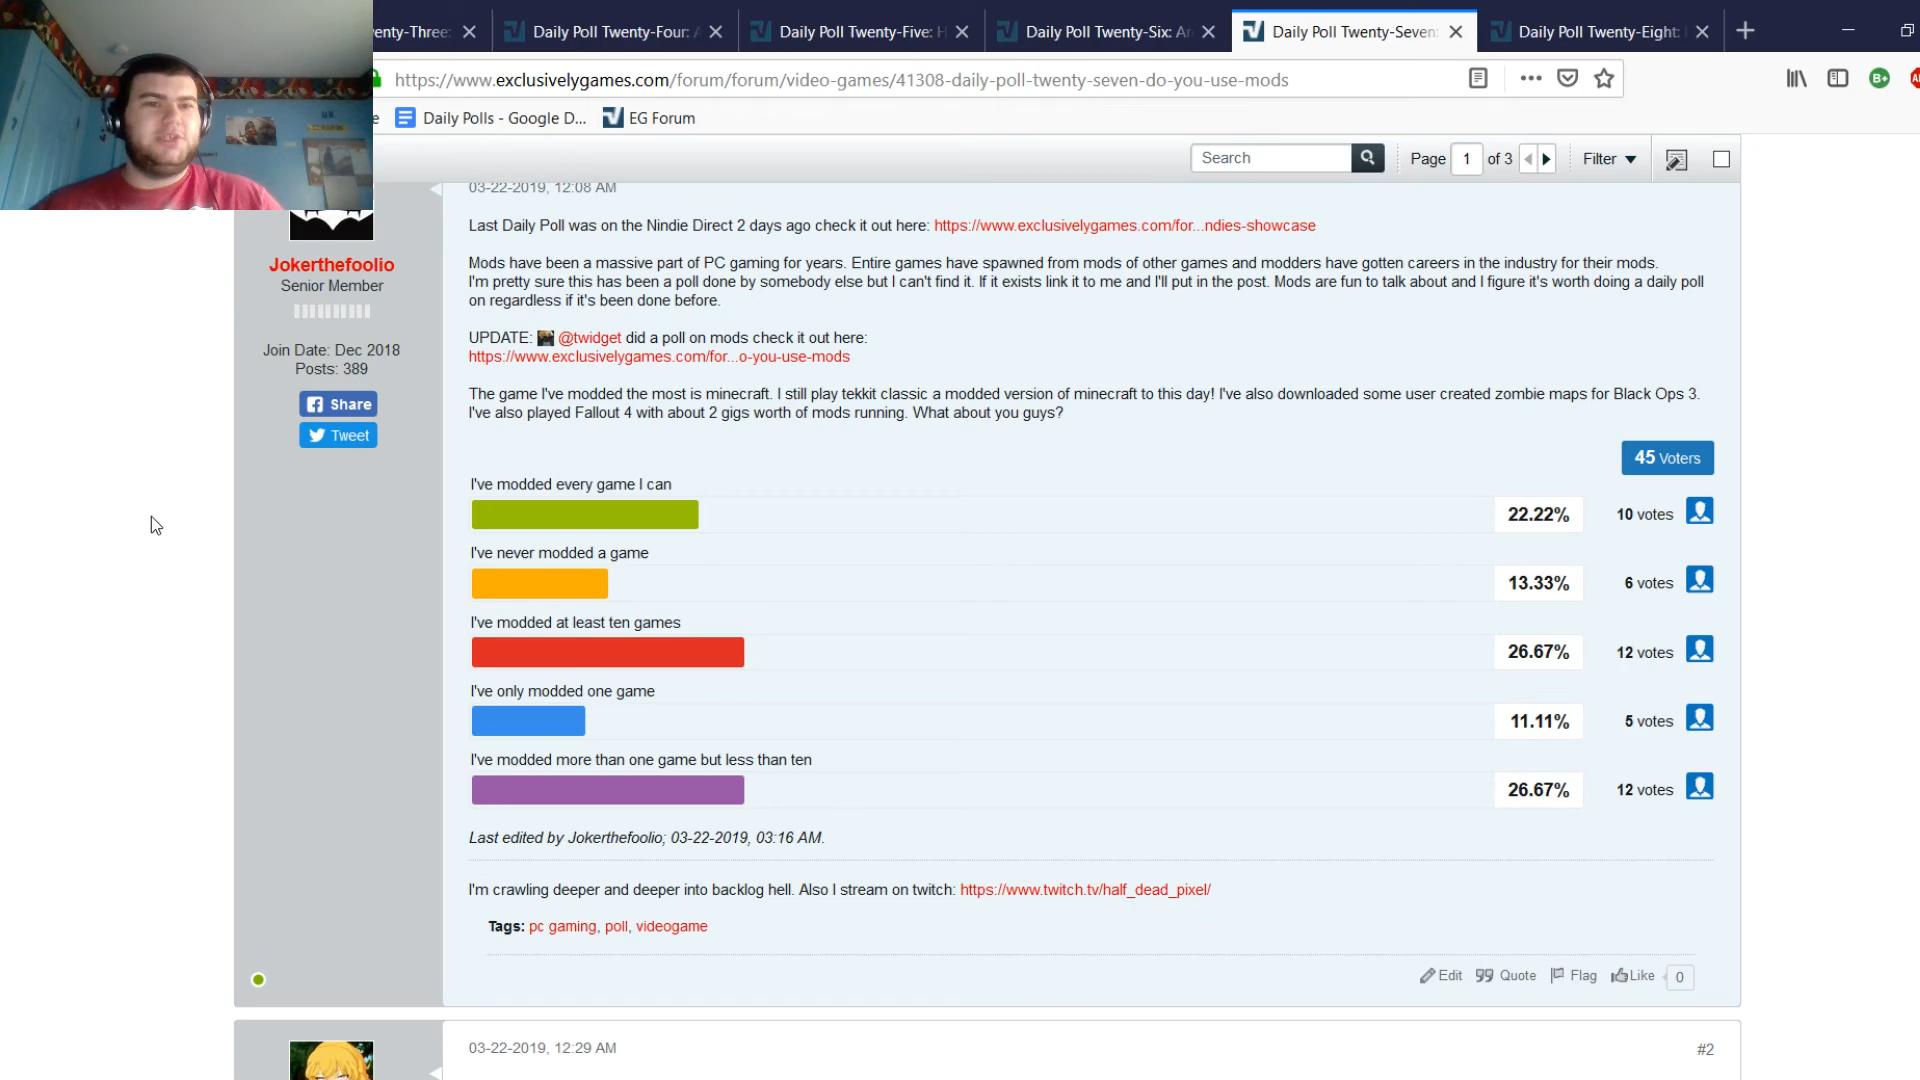 enty-Three:
Daily Poll Twenty-Four: A
Daily Poll Twenty-Five: H
Daily Poll Twenty-Six: Ar
Daily Poll Twenty-Seven:
Daily Poll Twenty-Eight:
https://www.exclusivelygames.com/forum/forum/video-games/41308-daily-poll-twenty-seven-do-you-use-mods
e Daily Polls - Google D... EG Forum
Search Page 1 of 3 Filter
03-22-2019, 12:08 AM
Last Daily Poll was on the Nindie Direct 2 days ago check it out here: https://www.exclusivelygames.com/for...ndies-showcase
Jokerthefoolio
Senior Member
Join Date: Dec 2018
Posts: 389
Share
Tweet
Mods have been a massive part of PC gaming for years. Entire games have spawned from mods of other games and modders have gotten careers in the industry for their mods.
I'm pretty sure this has been a poll done by somebody else but I can't find it. If it exists link it to me and I'll put in the post. Mods are fun to talk about and I figure it's worth doing a daily poll
on regardless if it's been done before.
UPDATE: @twidget did a poll on mods check it out here:
https://www.exclusivelygames.com/for...o-you-use-mods
The game I've modded the most is minecraft. I still play tekkit classic a modded version of minecraft to this day! I've also downloaded some user created zombie maps for Black Ops 3.
I've also played Fallout 4 with about 2 gigs worth of mods running. What about you guys?
45 Voters
I've modded every game I can
22.22% 10 votes
I've never modded a game
13.33% 6 votes
I've modded at least ten games
26.67% 12 votes
I've only modded one game
11.11% 5 votes
I've modded more than one game but less than ten
26.67% 12 votes
Last edited by Jokerthefoolio; 03-22-2019, 03:16 AM.
I'm crawling deeper and deeper into backlog hell. Also I stream on twitch: https://www.twitch.tv/half_dead_pixel/
Tags: pc gaming, poll, videogame
Edit Quote Flag Like 0
03-22-2019, 12:29 AM
#2